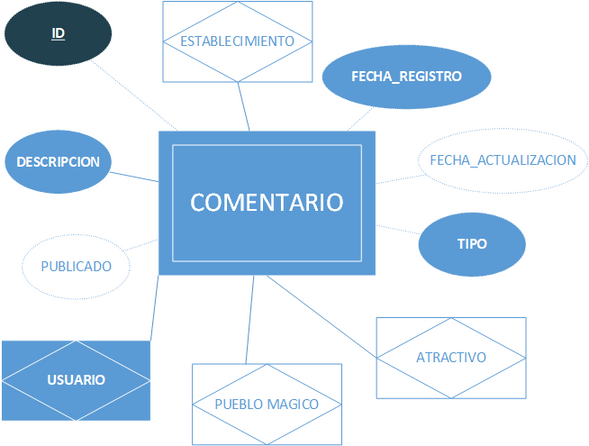 ID
ESTABLECIMIENTO
FECHA_REGISTRO
DESCRIPCION
FECHA_ACTUALIZACION
COMENTARIO
TIPO
PUBLICADO
ATRACTIVO
USUARIO
PUEBLO MAGICO